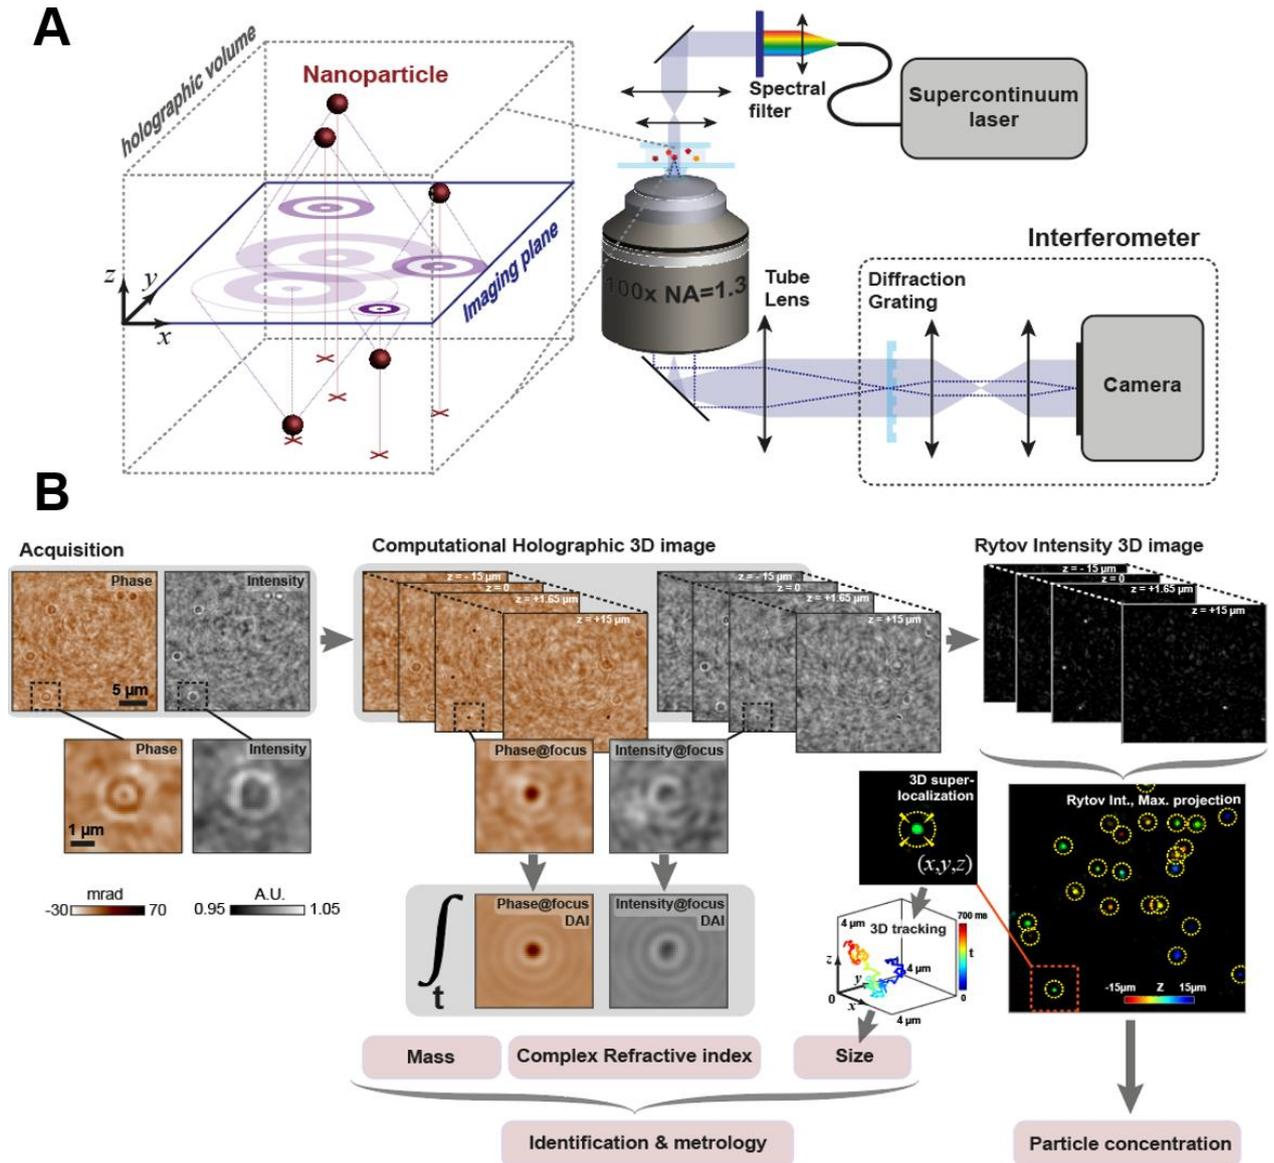 A
holographic volume
Nanoparticle
Imaging plane
z
y
x
Spectral
filter
Supercontinuum
laser
100x NA=1.3
Tube
Lens
Interferometer
Diffraction
Grating
Camera
B
Acquisition
Phase
Intensity
5 µm
Phase
Intensity
1 µm
mrad
-30
70
A.U.
0.95
1.05
Computational Holographic 3D image
z = - 15 µm
z = 0
z = +1.65 µm
z = +15 µm
z = - 15 µm
z = 0
z = +1.65 µm
z = +15 µm
Phase@focus
Intensity@focus
∫
t
Phase@focus
DAI
Intensity@focus
DAI
Rytov Intensity 3D image
z = - 15 µm
z = 0
z = +1.65 µm
z = +15 µm
3D super-
localization
(x,y,z)
Rytov Int., Max. projection
-15µm
Z
15µm
3D tracking
4 µm
4 µm
4 µm
z
y
x
0
700 ms
t
0
Mass
Complex Refractive index
Size
Identification & metrology
Particle concentration